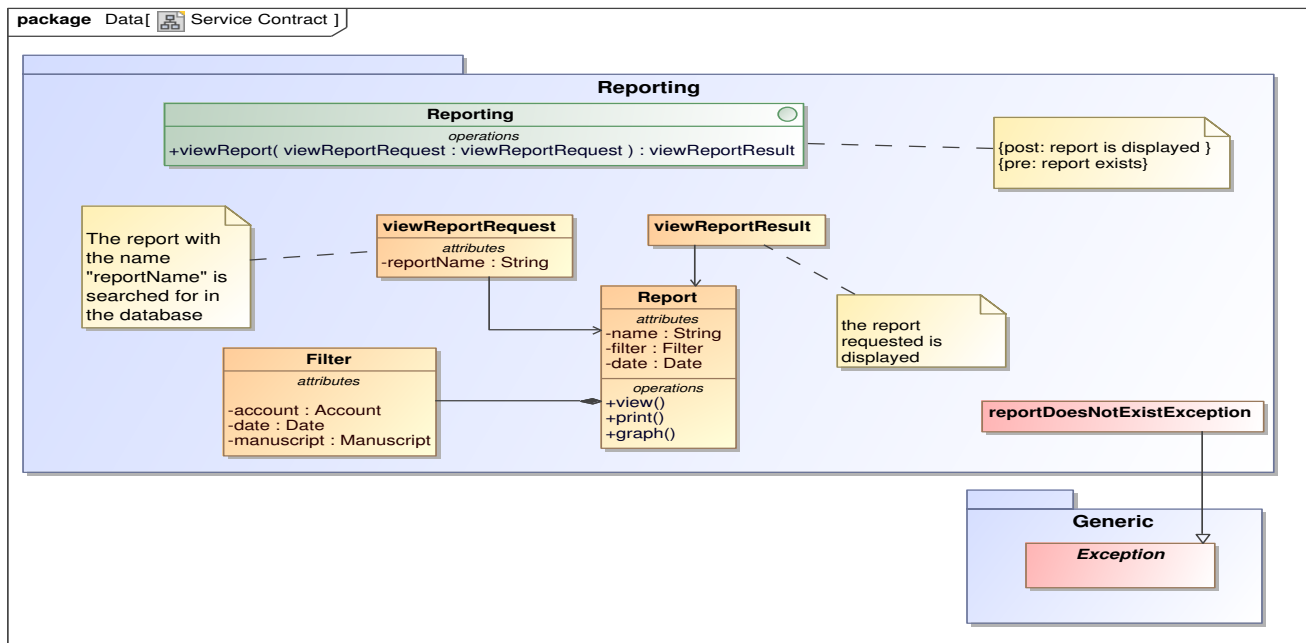 package Data[ Service Contract ]
Reporting
Reporting
operations
+viewReport( viewReportRequest : viewReportRequest ) : viewReportResult
{post: report is displayed }
{pre: report exists}
The report with
the name
"reportName" is
searched for in
the database
viewReportRequest
attributes
-reportName : String
viewReportResult
Report
attributes
-name : String
-filter : Filter
-date : Date
operations
+view()
+print()
+graph()
the report
requested is
displayed
Filter
attributes
-account : Account
-date : Date
-manuscript : Manuscript
reportDoesNotExistException
Generic
Exception